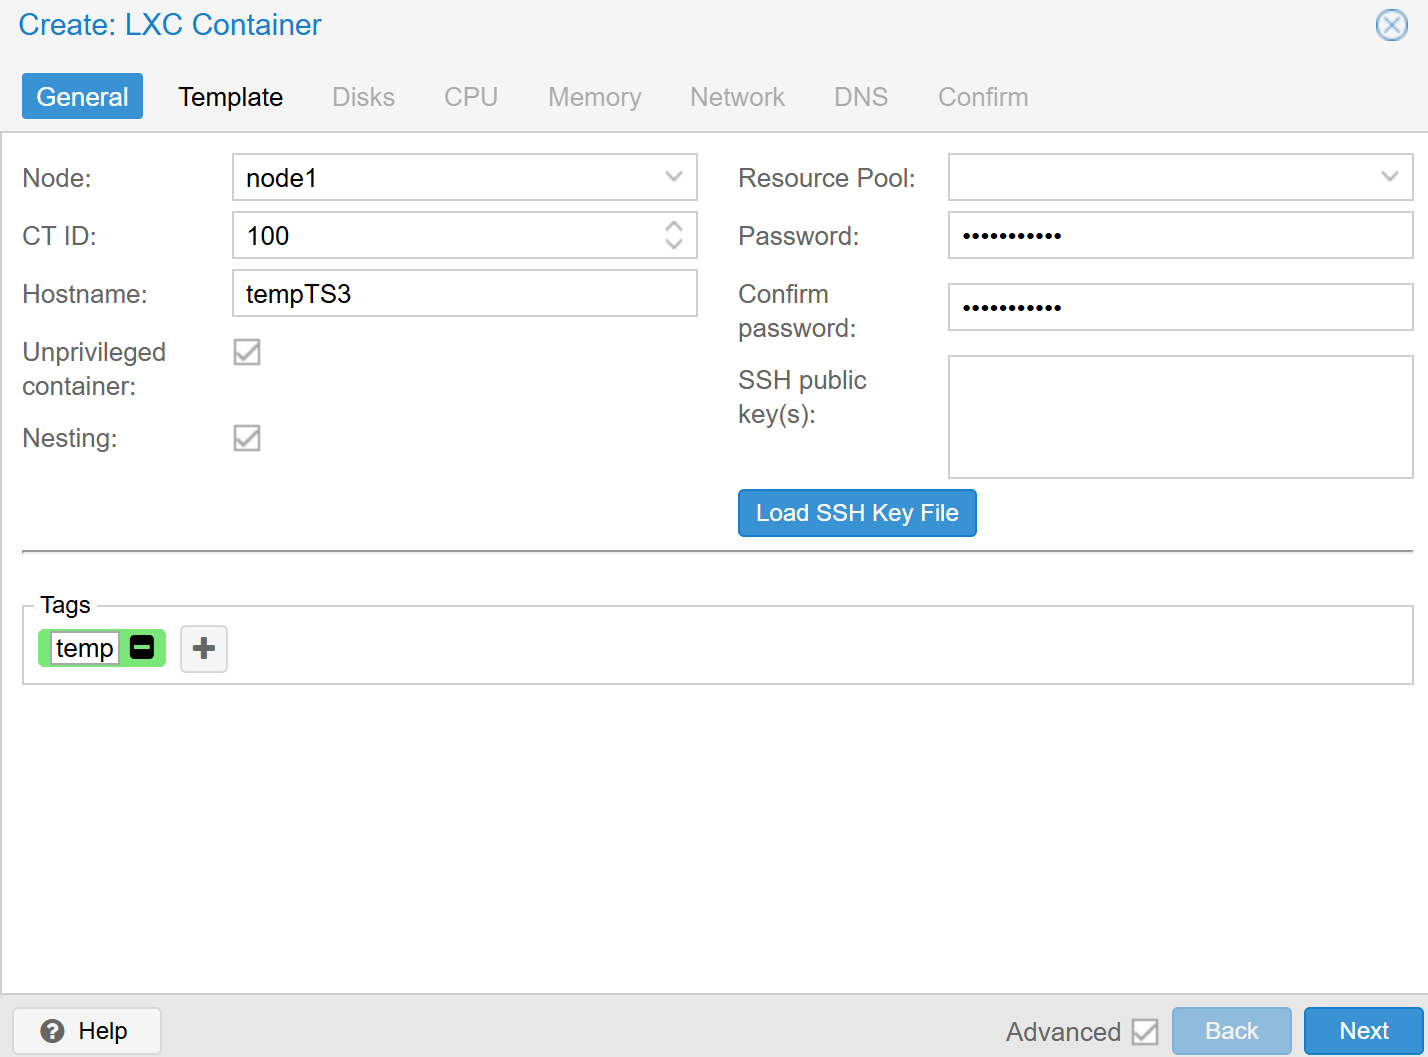 Create: LXC Container
General Template Disks CPU Memory Network DNS Confirm
Node: node1
CT ID: 100
Hostname: tempTS3
Unprivileged
container:
Nesting:
Resource Pool:
Password: •••••••••••
Confirm
password: •••••••••••
SSH public
key(s):
Load SSH Key File
Tags
temp
Help
Advanced Back Next